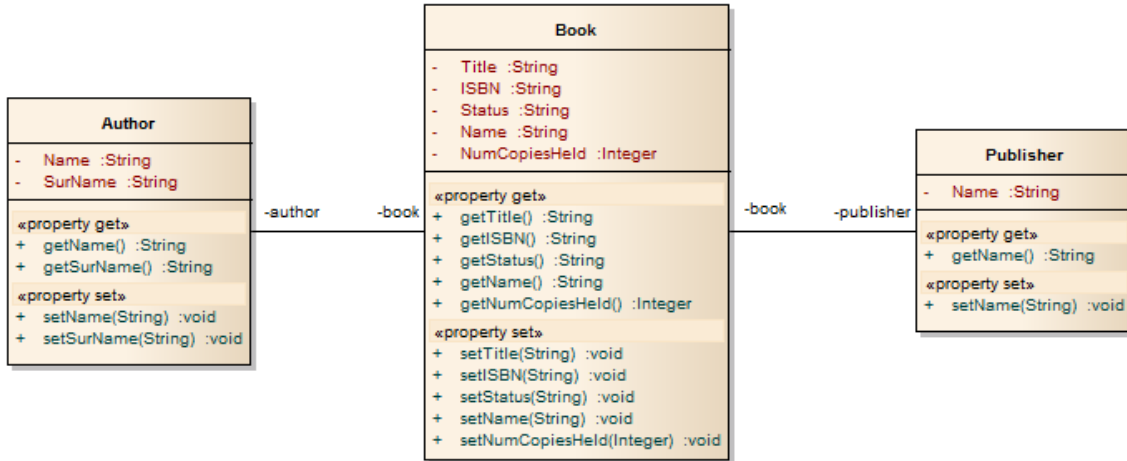 Author
- Name :String
- SurName :String
«property get»
+ getName() :String
+ getSurName() :String
«property set»
+ setName(String) :void
+ setSurName(String) :void
-author -book
Book
- Title :String
- ISBN :String
- Status :String
- Name :String
- NumCopiesHeld :Integer
«property get»
+ getTitle() :String
+ getISBN() :String
+ getStatus() :String
+ getName() :String
+ getNumCopiesHeld() :Integer
«property set»
+ setTitle(String) :void
+ setISBN(String) :void
+ setStatus(String) :void
+ setName(String) :void
+ setNumCopiesHeld(Integer) :void
-book -publisher
Publisher
- Name :String
«property get»
+ getName() :String
«property set»
+ setName(String) :void